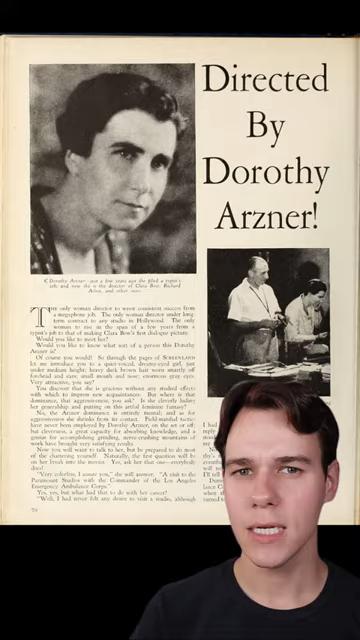 Directed
By
Dorothy
Arzner!
Dorothy Arzner—just a few years ago she filled a typist's
job and now she is the director of Clara Bow, Richard
Arlen, and other stars.
THE only woman director to wrest consistent success from
a megaphone job. The only woman director under long
term contract to any studio in Hollywood. The only
woman to rise in the span of a few years from a
typist's job to that of making Clara Bow's first dialogue picture.
Would you like to meet her?
Would you like to know what sort of a person this Dorothy
Arzner is?
Of course you would! So through the pages of SCREENLAND
let me introduce you to a quiet-voiced, dreamy-eyed girl, just
under medium height; heavy dark brown hair worn smartly off
forehead and ears; small mouth and nose; enormous gray eyes.
Very attractive, you say?
You discover that she is gracious without any studied effects
with which to impress new acquaintances. But where is that
dominance, that aggressiveness, you ask? Is she cleverly hiding
her generalship and putting on this artful feminine fantasy?
No, the Arzner dominance is entirely mental; and as for
aggressiveness she shrinks from its contact. Field-marshal tactics
have never been employed by Dorothy Arzner, on the set or off;
but cleverness, a great capacity for absorbing knowledge, and a
genius for accomplishing grinding, nerve-crushing mountains of
work have brought very satisfying results.
Now you will want to talk to her, but be prepared to do most
of the chattering yourself. Naturally, the first question will be
on her break into the movies. Yes, ask her that—everybody
does!
"Very colorless, I assure you," she will answer. "A visit to the
Paramount Studios with the Commander of the Los Angeles
Emergency Ambulance Corps."
Yes, yes, but what had that to do with her career?
"Well, I had never felt any desire to visit a studio, although
I had